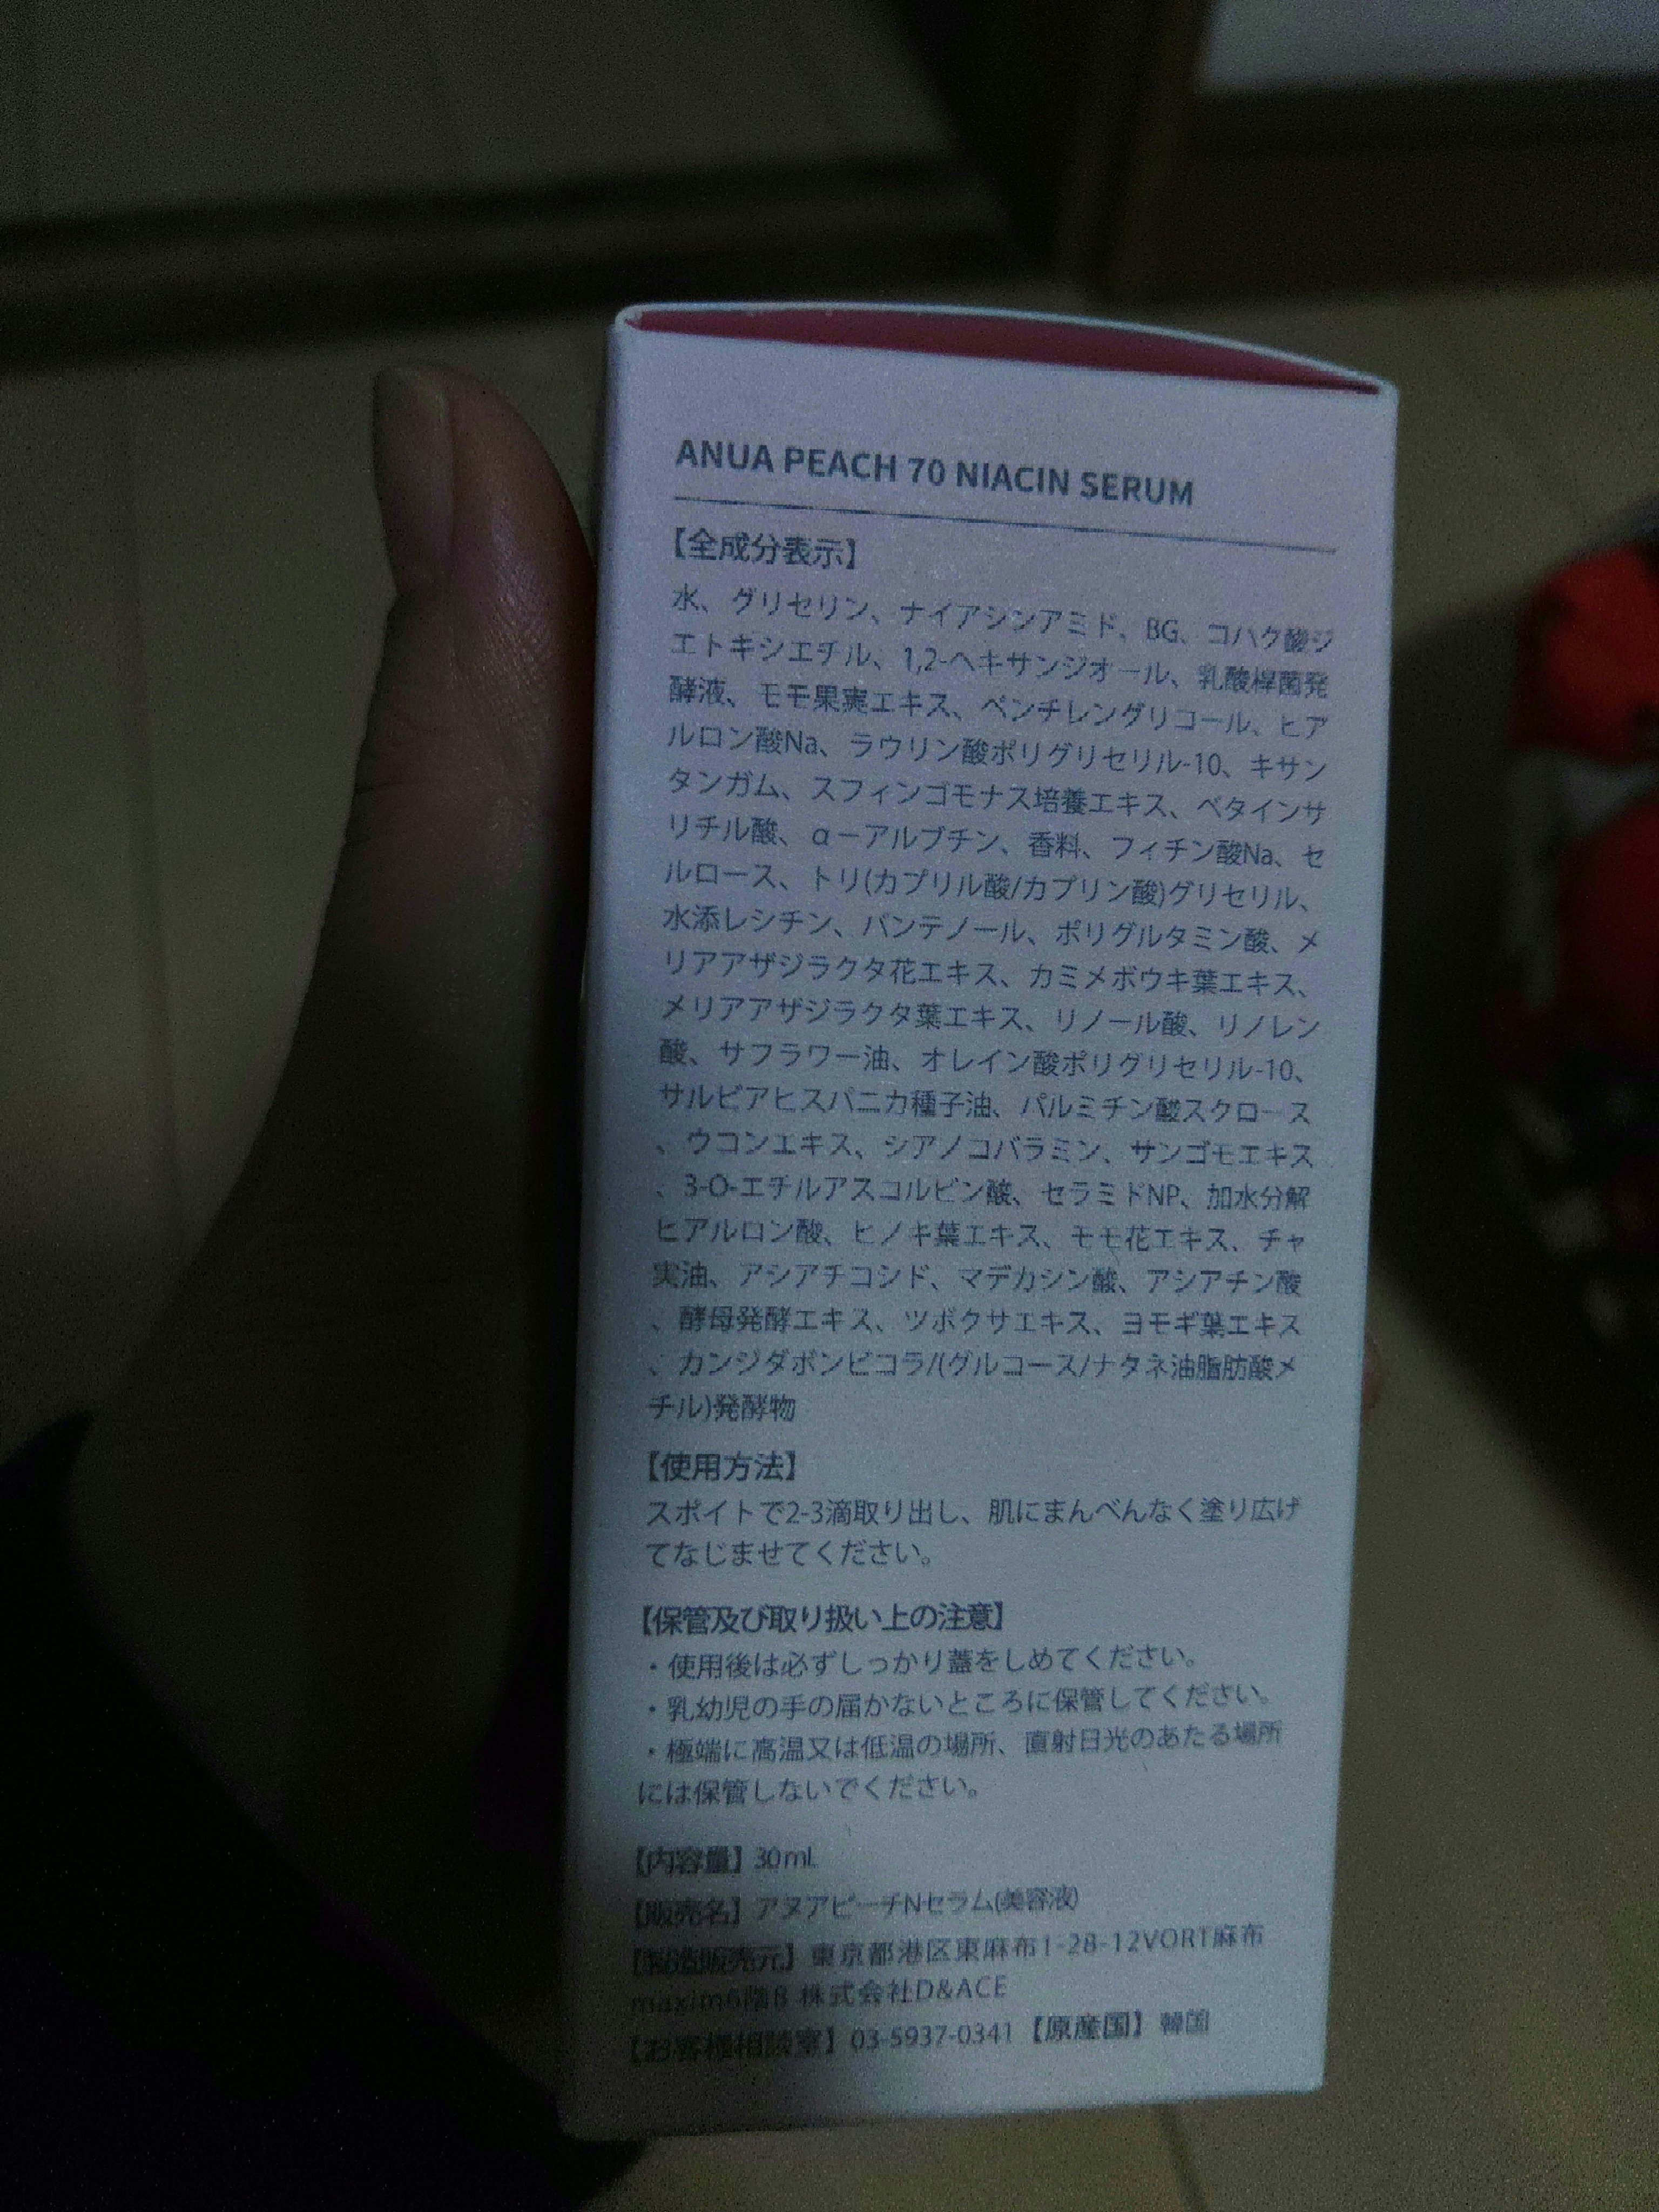 ANUA PEACH 70 NIACIN SERUM
【全成分表示】
水、グリセリン、ナイアシンアミド、BG、コハク酸ジ
エトキシエチル、1,2-ヘキサンジオール、乳酸桿菌発
酵液、モモ果実エキス、ペンチレングリコール、ヒア
ルロン酸Na、ラウリン酸ポリグリセリル-10、キサン
タンガム、スフィンゴモナス培養エキス、ベタインサ
リチル酸、α－アルブチン、香料、フィチン酸Na、セ
ルロース、トリ(カプリル酸/カプリン酸)グリセリル、
水添レシチン、パンテノール、ポリグルタミン酸、メ
リアアザジラクタ花エキス、カミメボウキ葉エキス、
メリアアザジラクタ葉エキス、リノール酸、リノレン
酸、サフラワー油、オレイン酸ポリグリセリル-10、
サルビアヒスパニカ種子油、パルミチン酸スクロース
、ウコンエキス、シアノコバラミン、サンゴモエキス
、3-O-エチルアスコルビン酸、セラミドNP、加水分解
ヒアルロン酸、ヒノキ葉エキス、モモ花エキス、チャ
実油、アシアチコシド、マデカシン酸、アシアチン酸
、酵母発酵エキス、ツボクサエキス、ヨモギ葉エキス
、カンジダボンビコラ/(グルコース/ナタネ油脂肪酸メ
チル)発酵物
【使用方法】
スポイトで2-3滴取り出し、肌にまんべんなく塗り広げ
てなじませてください。
【保管及び取り扱い上の注意】
・使用後は必ずしっかり蓋をしめてください。
・乳幼児の手の届かないところに保管してください。
・極端に高温又は低温の場所、直射日光のあたる場所
には保管しないでください。
【内容量】30mL
【販売名】アヌアピーチNセラム(美容液)
【製造販売元】東京都港区東麻布1-28-12VORT麻布
maxim6階B 株式会社D&ACE
【お客様相談室】03-5937-0341【原産国】韓国